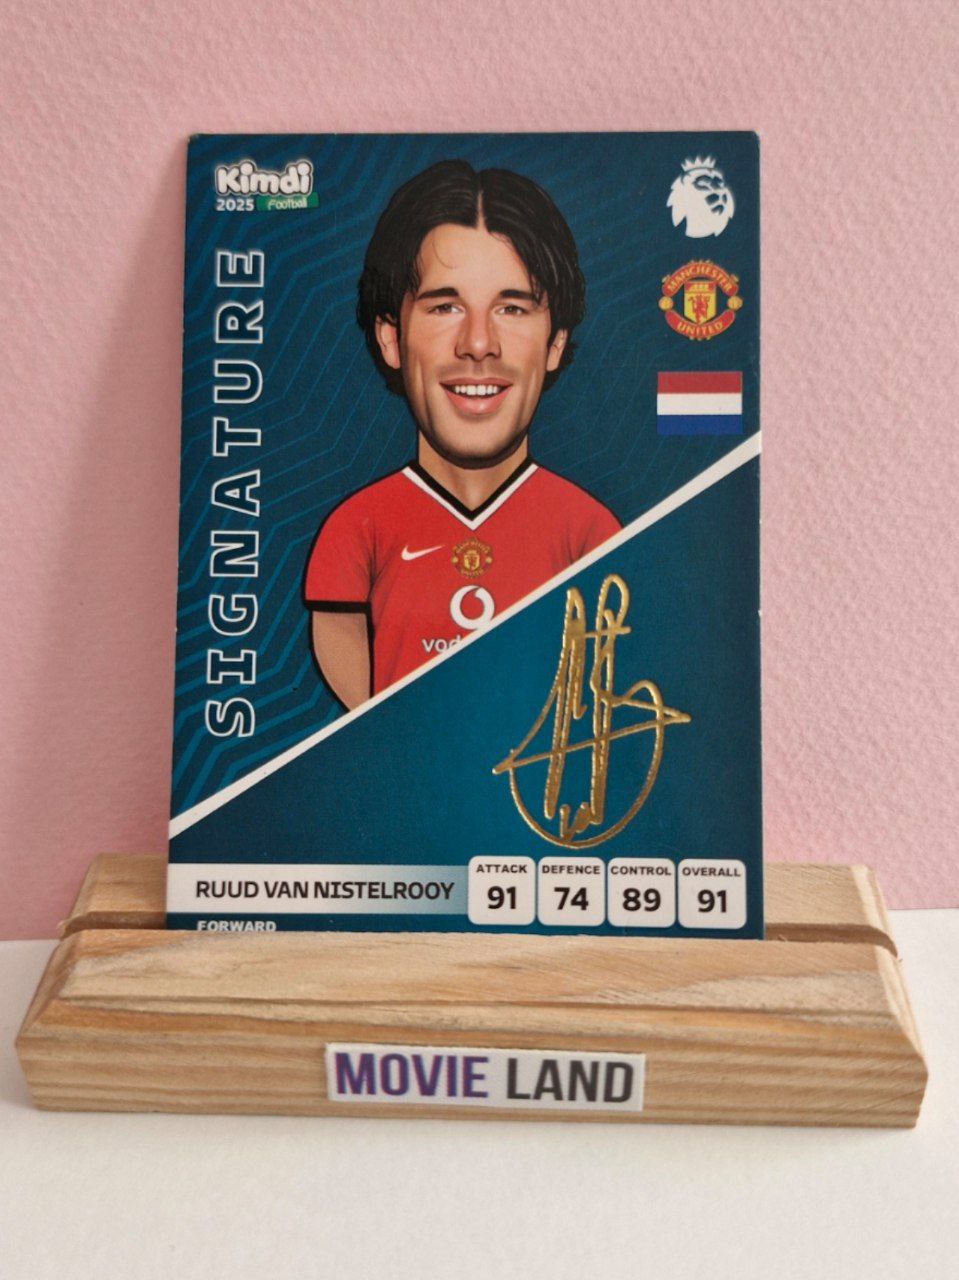 Kimdi
2025 Football
SIGNATURE
MANCHESTER
UNITED
vod
RUUD VAN NISTELROOY
ATTACK
91
DEFENCE
74
CONTROL
89
OVERALL
91
FORWARD
MOVIE LAND